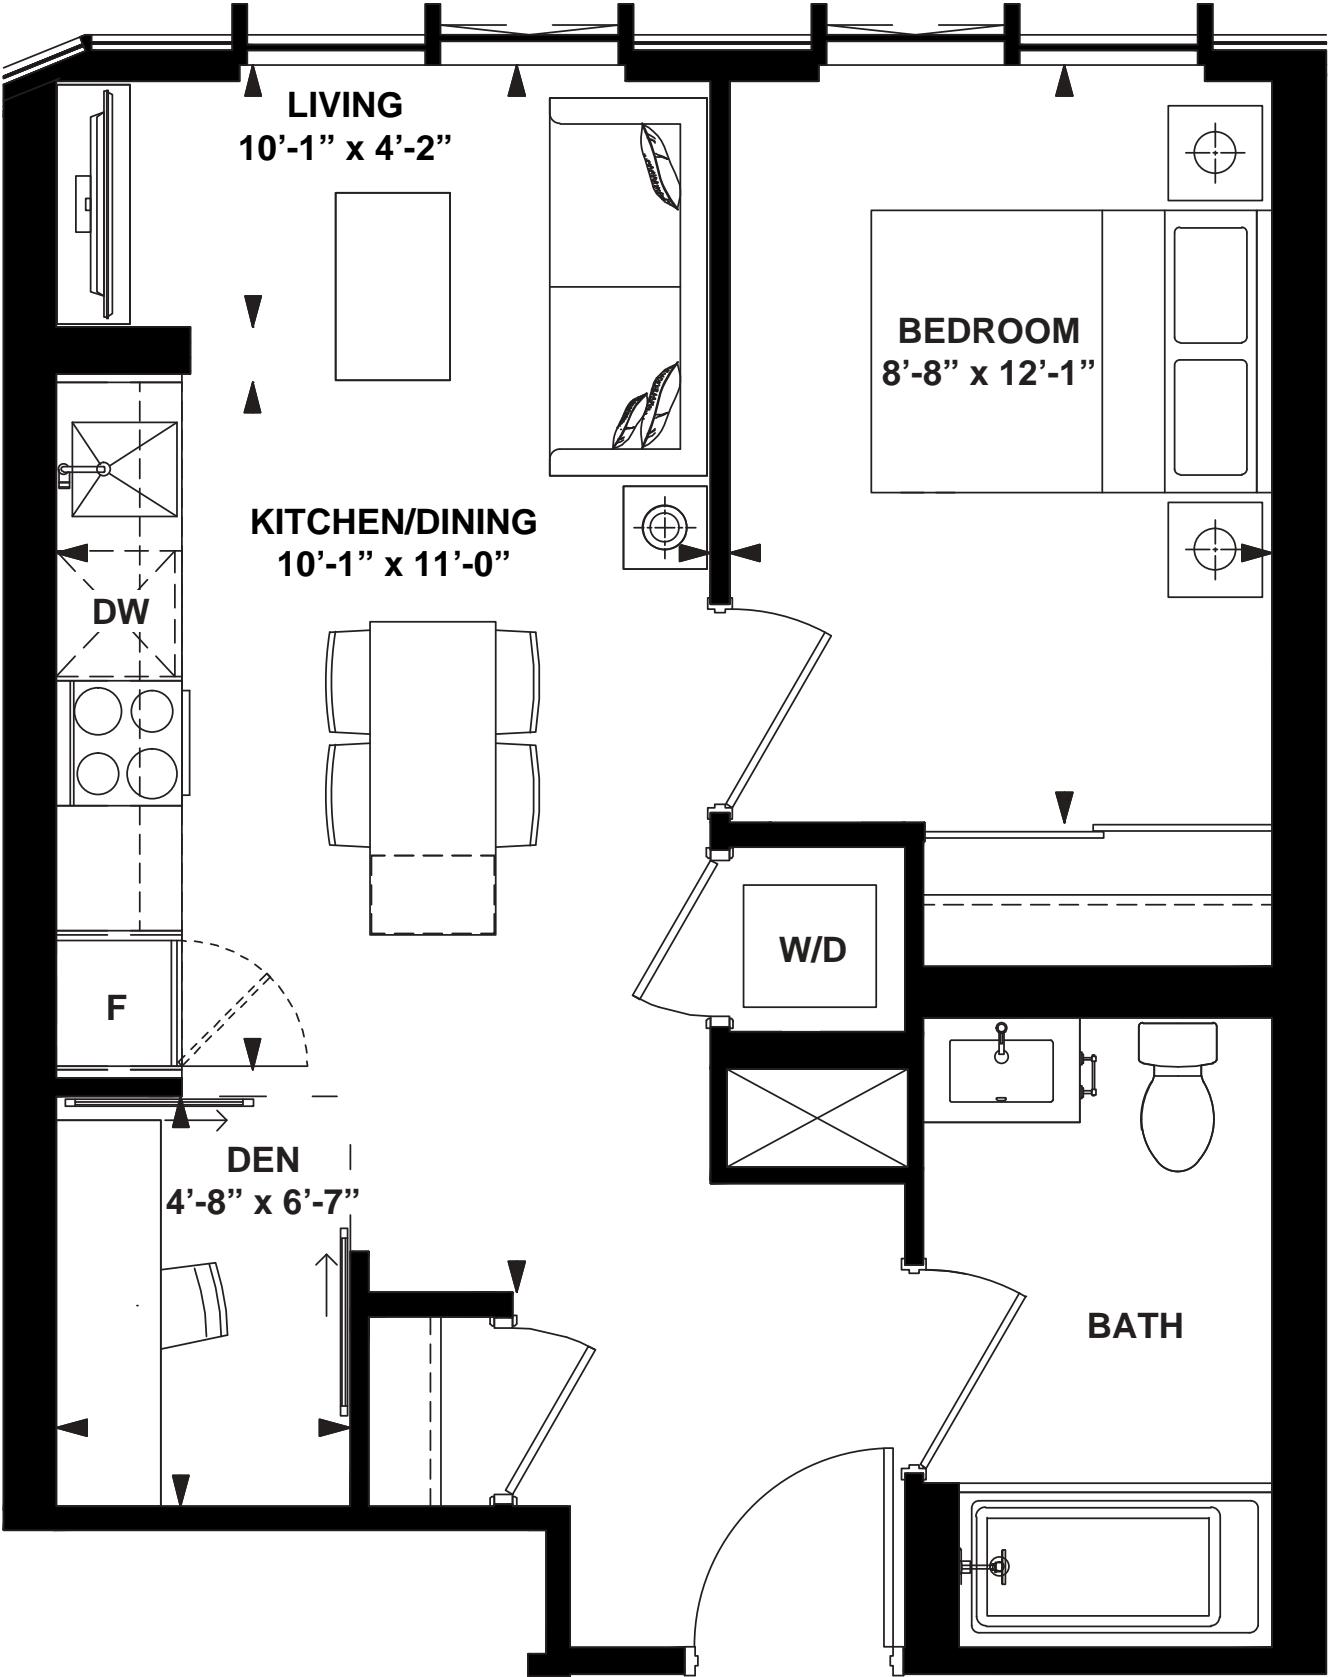 LIVING
10’-1” x 4’-2”
BEDROOM
8’-8” x 12’-1”
KITCHEN/DINING
10’-1” x 11’-0”
DW
W/D
F
DEN
4’-8” x 6’-7”
BATH